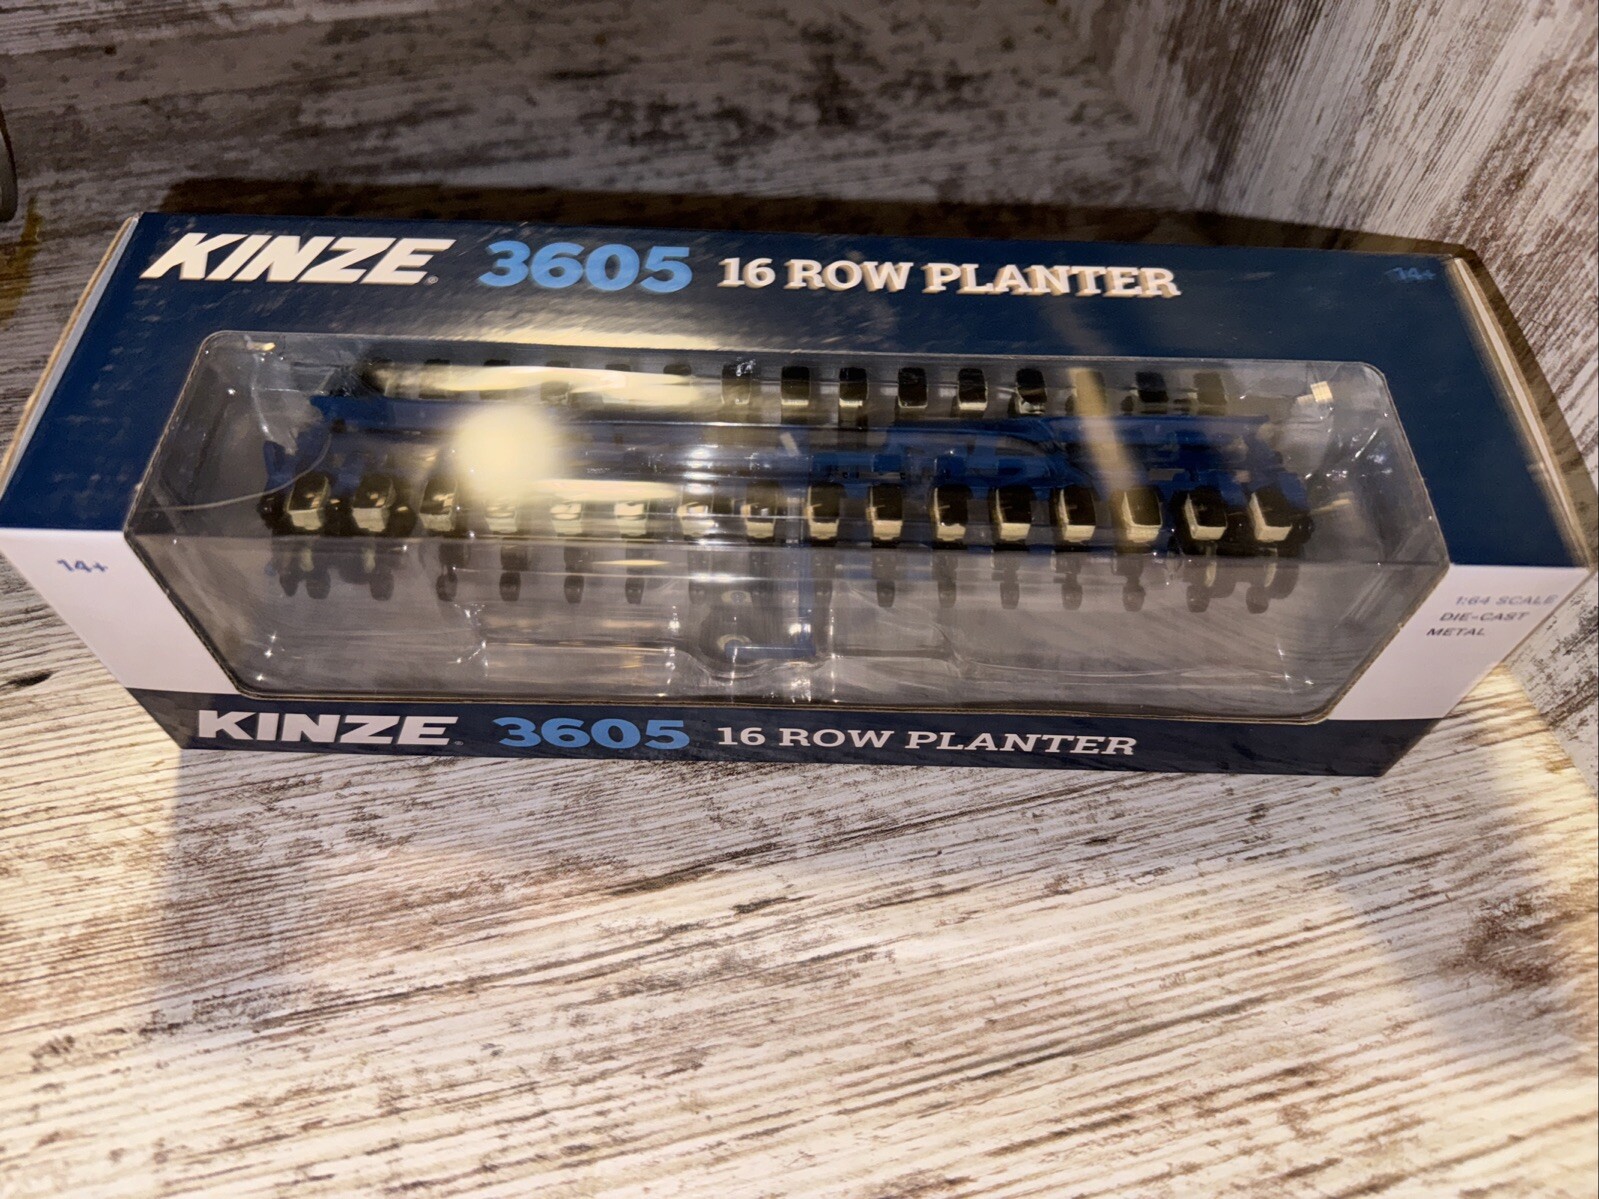 KINZE® 3605 16 ROW PLANTER
14+
14+
1:64 SCALE
DIE-CAST
METAL
KINZE® 3605 16 ROW PLANTER